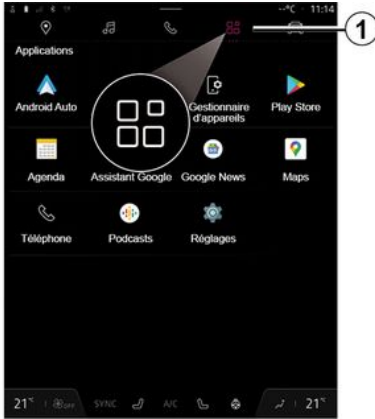 --°C 11:14
1
Applications
Android Auto
Gestionnaire d'appareils
Play Store
Agenda
Assistant Google
Google News
Maps
Téléphone
Podcasts
Réglages
21°C OFF SYNC A/C 21°C